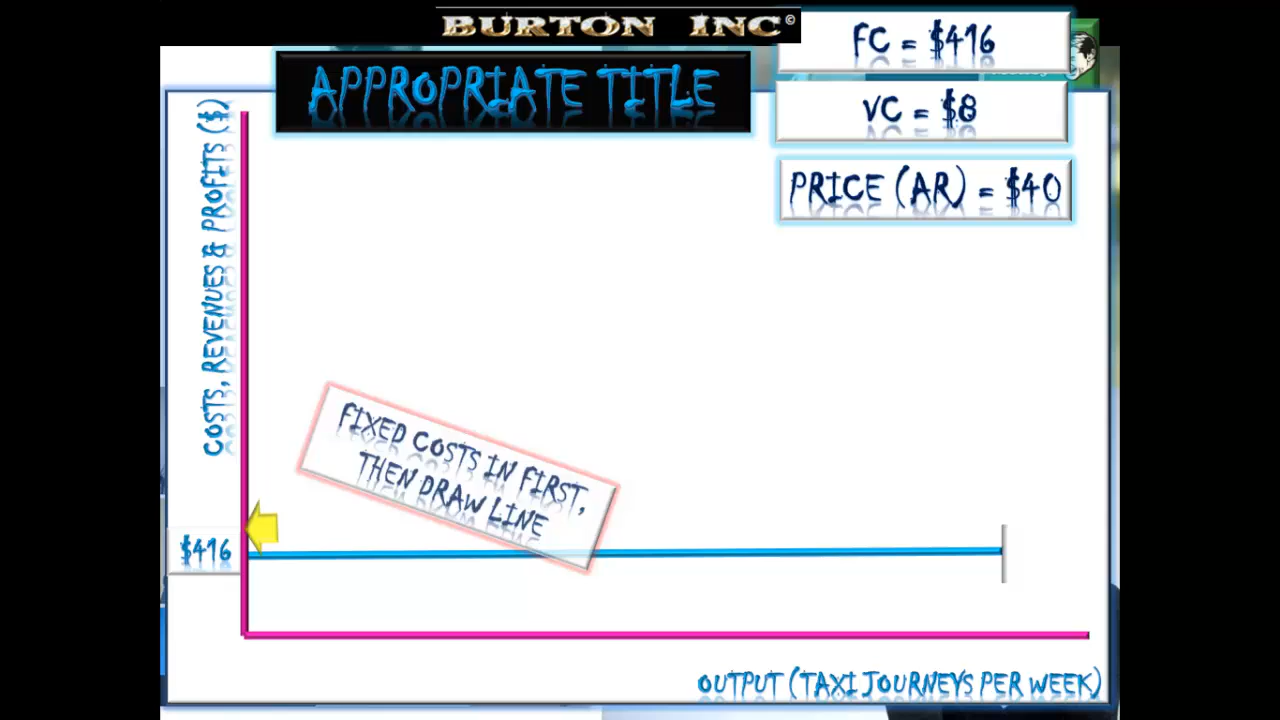 BURTON INC©
FC = $416
APPROPRIATE TITLE
VC = $8
PRICE (AR) = $40
COSTS, REVENUES & PROFITS ($)
FIXED COSTS IN FIRST,
THEN DRAW LINE
$416
OUTPUT (TAXI JOURNEYS PER WEEK)